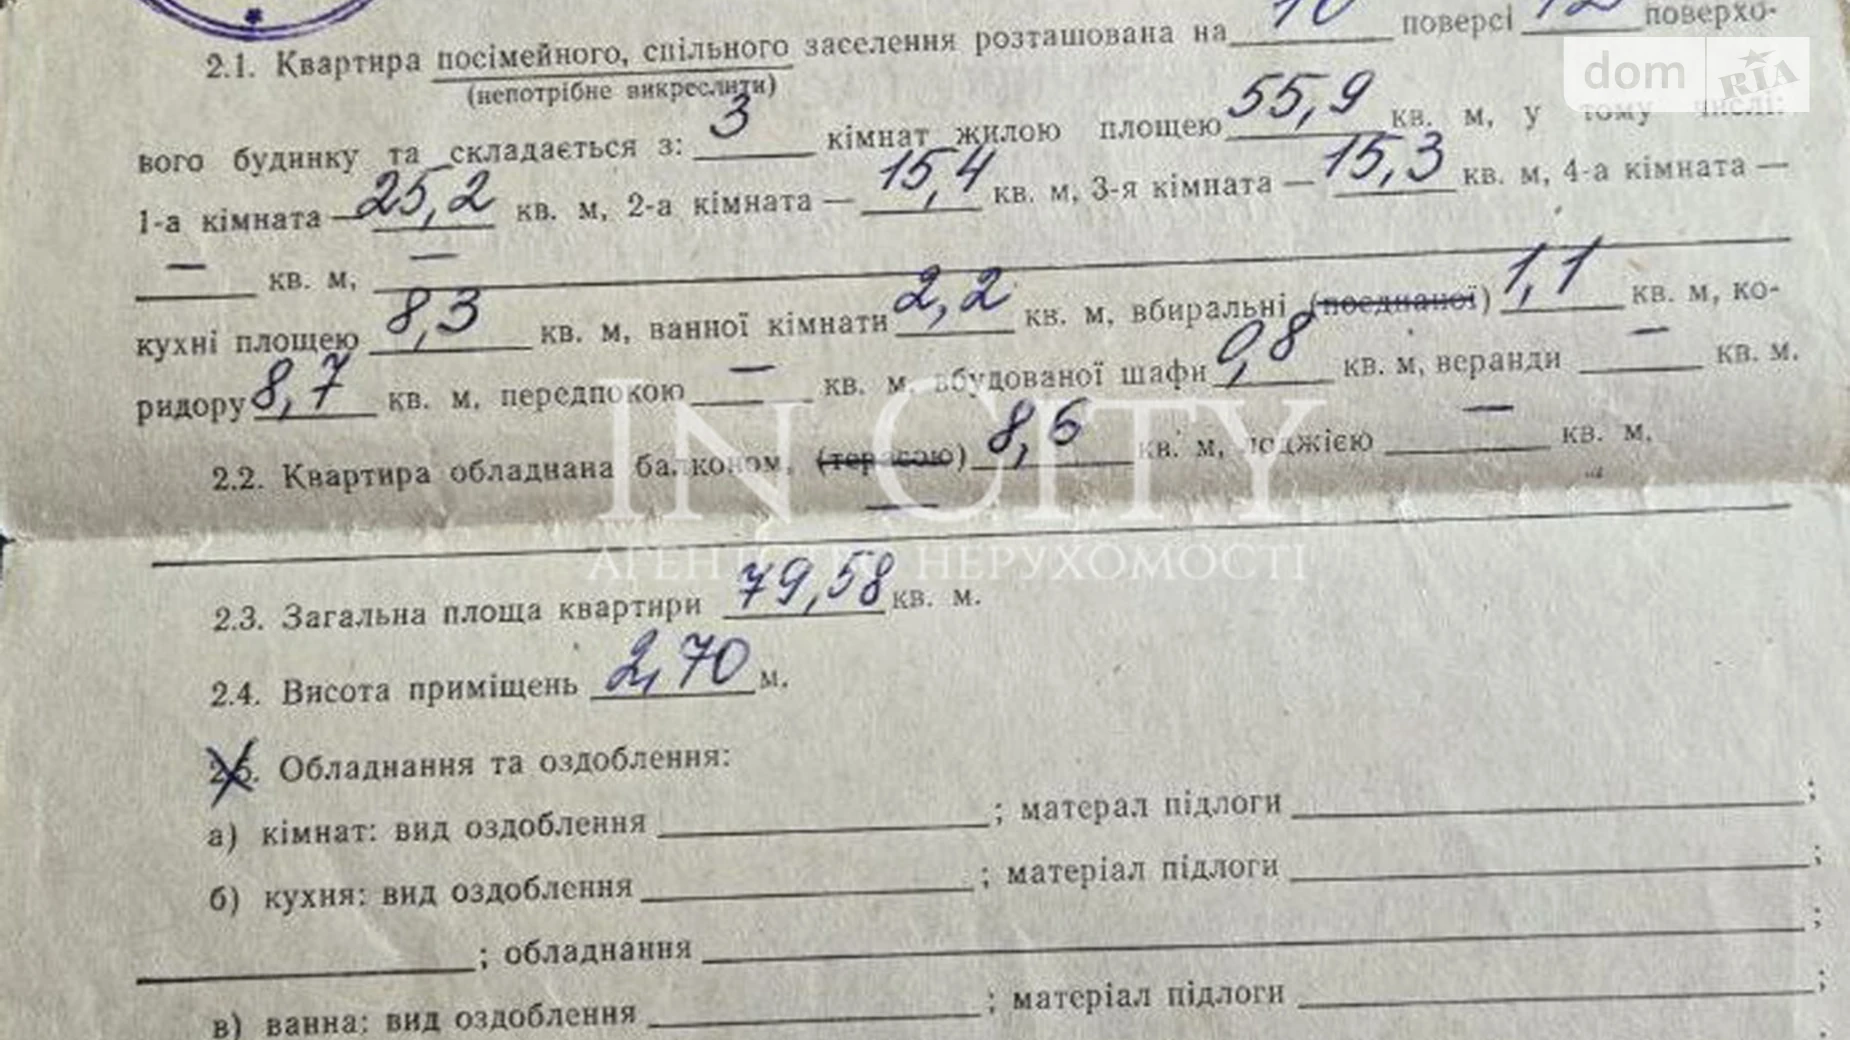 2.1. Квартира посімейного, спільного заселення розташована на 10 поверсі 12 поверхо-
(непотрібне викреслити)
dom RIA
вого будинку та складається з: 3 кімнат жилою площею 55,9 кв. м, у тому числі:
1-а кімната — 25,2 кв. м, 2-а кімната — 15,4 кв. м, 3-я кімната — 15,3 кв. м, 4-а кімната —
— кв. м, —
кухні площею 8,3 кв. м, ванної кімнати 2,2 кв. м, вбиральні (поєднаної) 1,1 кв. м, ко-
ридору 8,7 кв. м, передпокою — кв. м, вбудованої шафи 0,8 кв. м, веранди — кв. м.
2.2. Квартира обладнана балконом, (терасою) 8,6 кв. м, лоджією — кв. м.
—
IN CITY
АГЕНТСТВО НЕРУХОМОСТІ
2.3. Загальна площа квартири 79,58 кв. м.
2.4. Висота приміщень 2,70 м.
2.5. Обладнання та оздоблення:
а) кімнат: вид оздоблення ; матерал підлоги ;
б) кухня: вид оздоблення ; матеріал підлоги ;
; обладнання ;
в) ванна: вид оздоблення ; матеріал підлоги ;